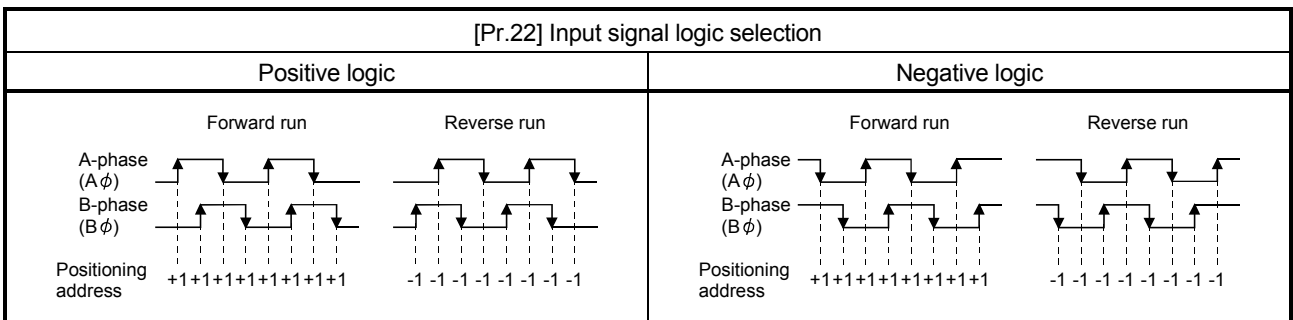 [Pr.22] Input signal logic selection
Positive logic
Negative logic
Forward run
Reverse run
A-phase
(Aϕ)
B-phase
(Bϕ)
Positioning
address
+1+1+1+1+1+1+1+1
-1 -1 -1 -1 -1 -1 -1 -1
Forward run
Reverse run
A-phase
(Aϕ)
B-phase
(Bϕ)
Positioning
address
+1+1+1+1+1+1+1+1
-1 -1 -1 -1 -1 -1 -1 -1